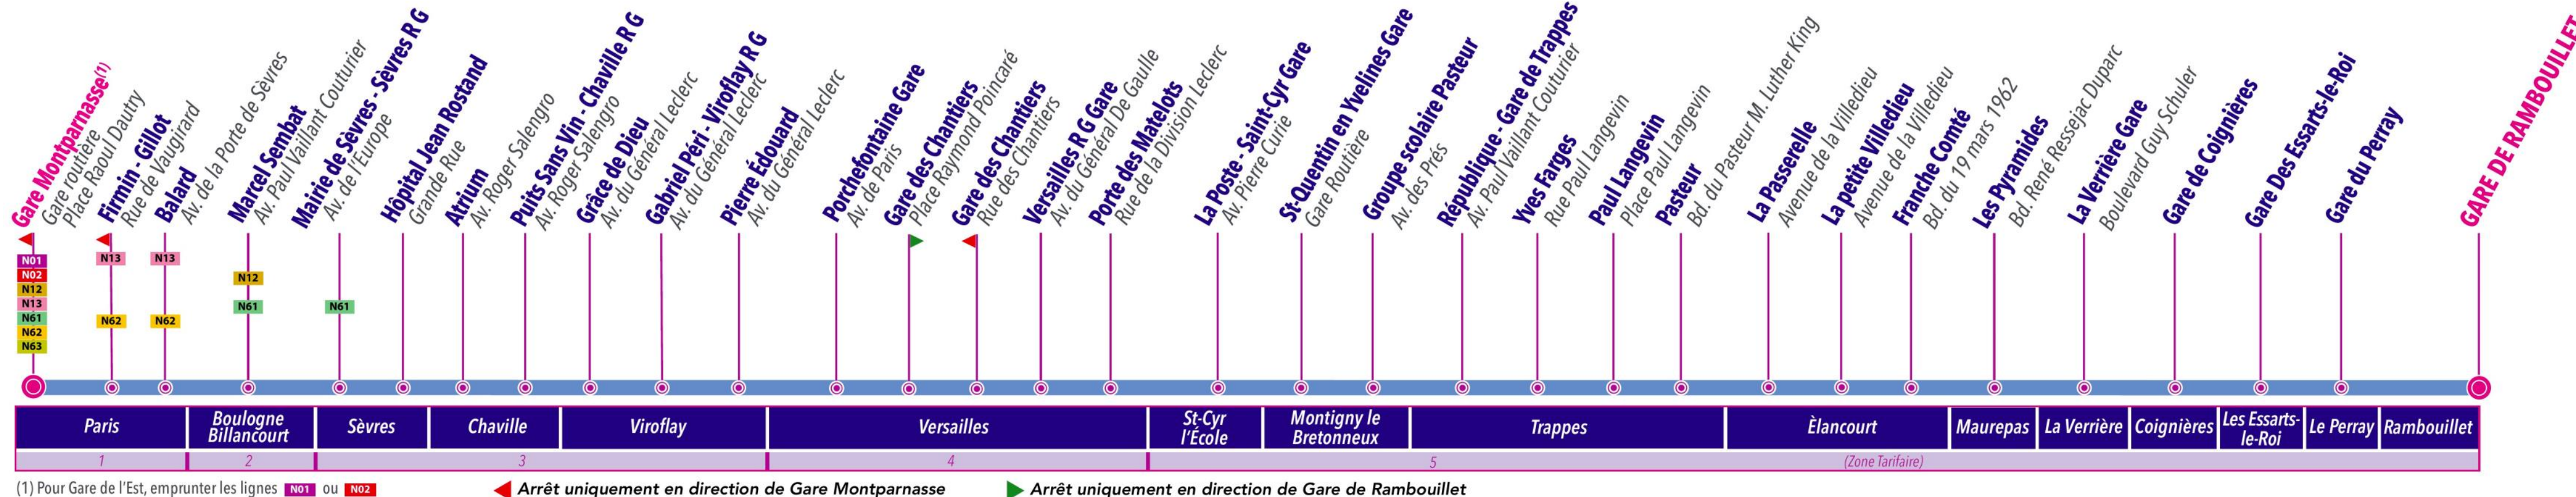 Gare Montparnasse(1)
Gare routière
Place Raoul Dautry
Firmin - Gillot
Rue de Vaugirard
Balard
Av. de la Porte de Sèvres
Marcel Sembat
Av. Paul Vaillant Couturier
Mairie de Sèvres - Sèvres R G
Av. de l'Europe
Hôpital Jean Rostand
Grande Rue
Atrium
Av. Roger Salengro
Puits Sans Vin - Chaville R G
Av. Roger Salengro
Grâce de Dieu
Av. du Général Leclerc
Gabriel Péri - Viroflay R G
Av. du Général Leclerc
Pierre Édouard
Av. du Général Leclerc
Porchefontaine Gare
Av. de Paris
Gare des Chantiers
Place Raymond Poincaré
Gare des Chantiers
Rue des Chantiers
Versailles R G Gare
Av. du Général De Gaulle
Porte des Matelots
Rue de la Division Leclerc
La Poste - Saint-Cyr Gare
Av. Pierre Curie
St-Quentin en Yvelines Gare
Gare Routière
Groupe scolaire Pasteur
Av. des Prés
République - Gare de Trappes
Av. Paul Vaillant Couturier
Yves Farges
Rue Paul Langevin
Paul Langevin
Place Paul Langevin
Pasteur
Bd. du Pasteur M. Luther King
La Passerelle
Avenue de la Villedieu
La petite Villedieu
Avenue de la Villedieu
Franche Comté
Bd. du 19 mars 1962
Les Pyramides
Bd. René Ressejac Duparc
La Verrière Gare
Boulevard Guy Schuler
Gare de Coignières
Gare Des Essarts-le-Roi
Gare du Perray
GARE DE RAMBOUILLET
N01
N02
N12
N13
N61
N62
N63
N13
N62
N13
N62
N12
N61
N61
Paris
Boulogne
Billancourt
Sèvres
Chaville
Viroflay
Versailles
St-Cyr
l'École
Montigny le
Bretonneux
Trappes
Èlancourt
Maurepas
La Verrière
Coignières
Les Essarts-
le-Roi
Le Perray
Rambouillet
1 2 3 4 5 (Zone Tarifaire)
(1) Pour Gare de l'Est, emprunter les lignes N01 ou N02
Arrêt uniquement en direction de Gare Montparnasse
Arrêt uniquement en direction de Gare de Rambouillet